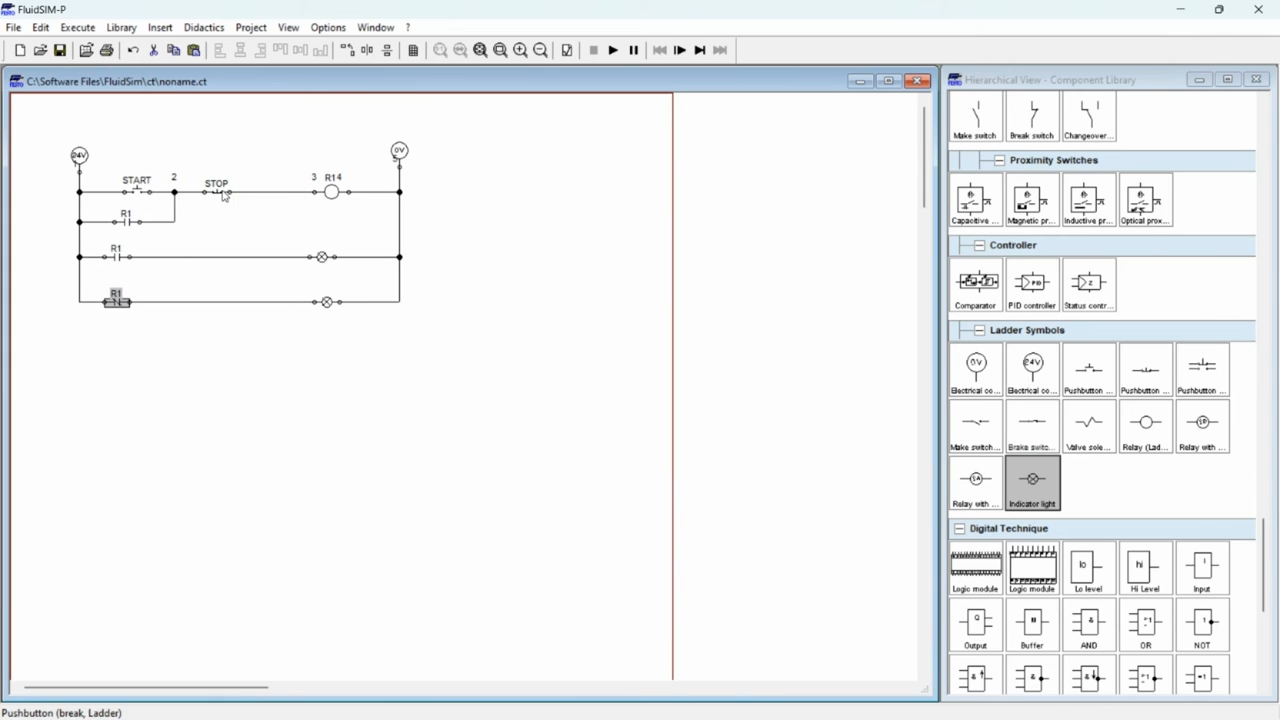 FluidSIM-P
File Edit Execute Library Insert Didactics Project View Options Window ?
C:\Software Files\FluidSim\ct\noname.ct
24V
0V
5
START
2
STOP
3 R14
R1
R1
R1
Hierarchical View - Component Library
Make switch Break switch Changeover...
Proximity Switches
Capacitive ... Magnetic pr... Inductive pr... Optical prox...
Controller
Comparator PID controller Status contr...
Ladder Symbols
Electrical co... Electrical co... Pushbutton ... Pushbutton ... Pushbutton ...
Make switch... Brake switc... Valve sole... Relay (Lad... Relay with ...
Relay with ... Indicator light
Digital Technique
Logic module Logic module Lo level Hi Level Input
Output Buffer AND OR NOT
Pushbutton (break, Ladder)